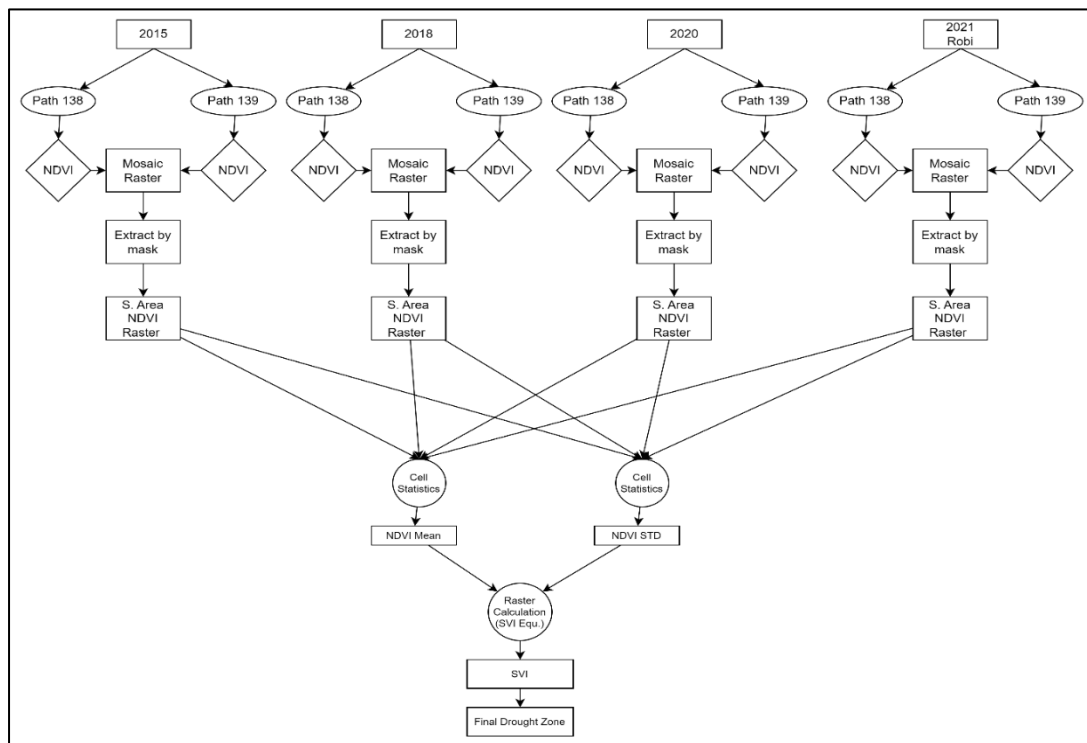 2015
2018
2020
2021
Robi
Path 138
Path 139
Path 138
Path 139
Path 138
Path 139
Path 138
Path 139
NDVI
Mosaic
Raster
NDVI
NDVI
Mosaic
Raster
NDVI
NDVI
Mosaic
Raster
NDVI
NDVI
Mosaic
Raster
NDVI
Extract by
mask
Extract by
mask
Extract by
mask
Extract by
mask
S. Area
NDVI
Raster
S. Area
NDVI
Raster
S. Area
NDVI
Raster
S. Area
NDVI
Raster
Cell
Statistics
Cell
Statistics
NDVI Mean
NDVI STD
Raster
Calculation
(SVI Equ.)
SVI
Final Drought Zone